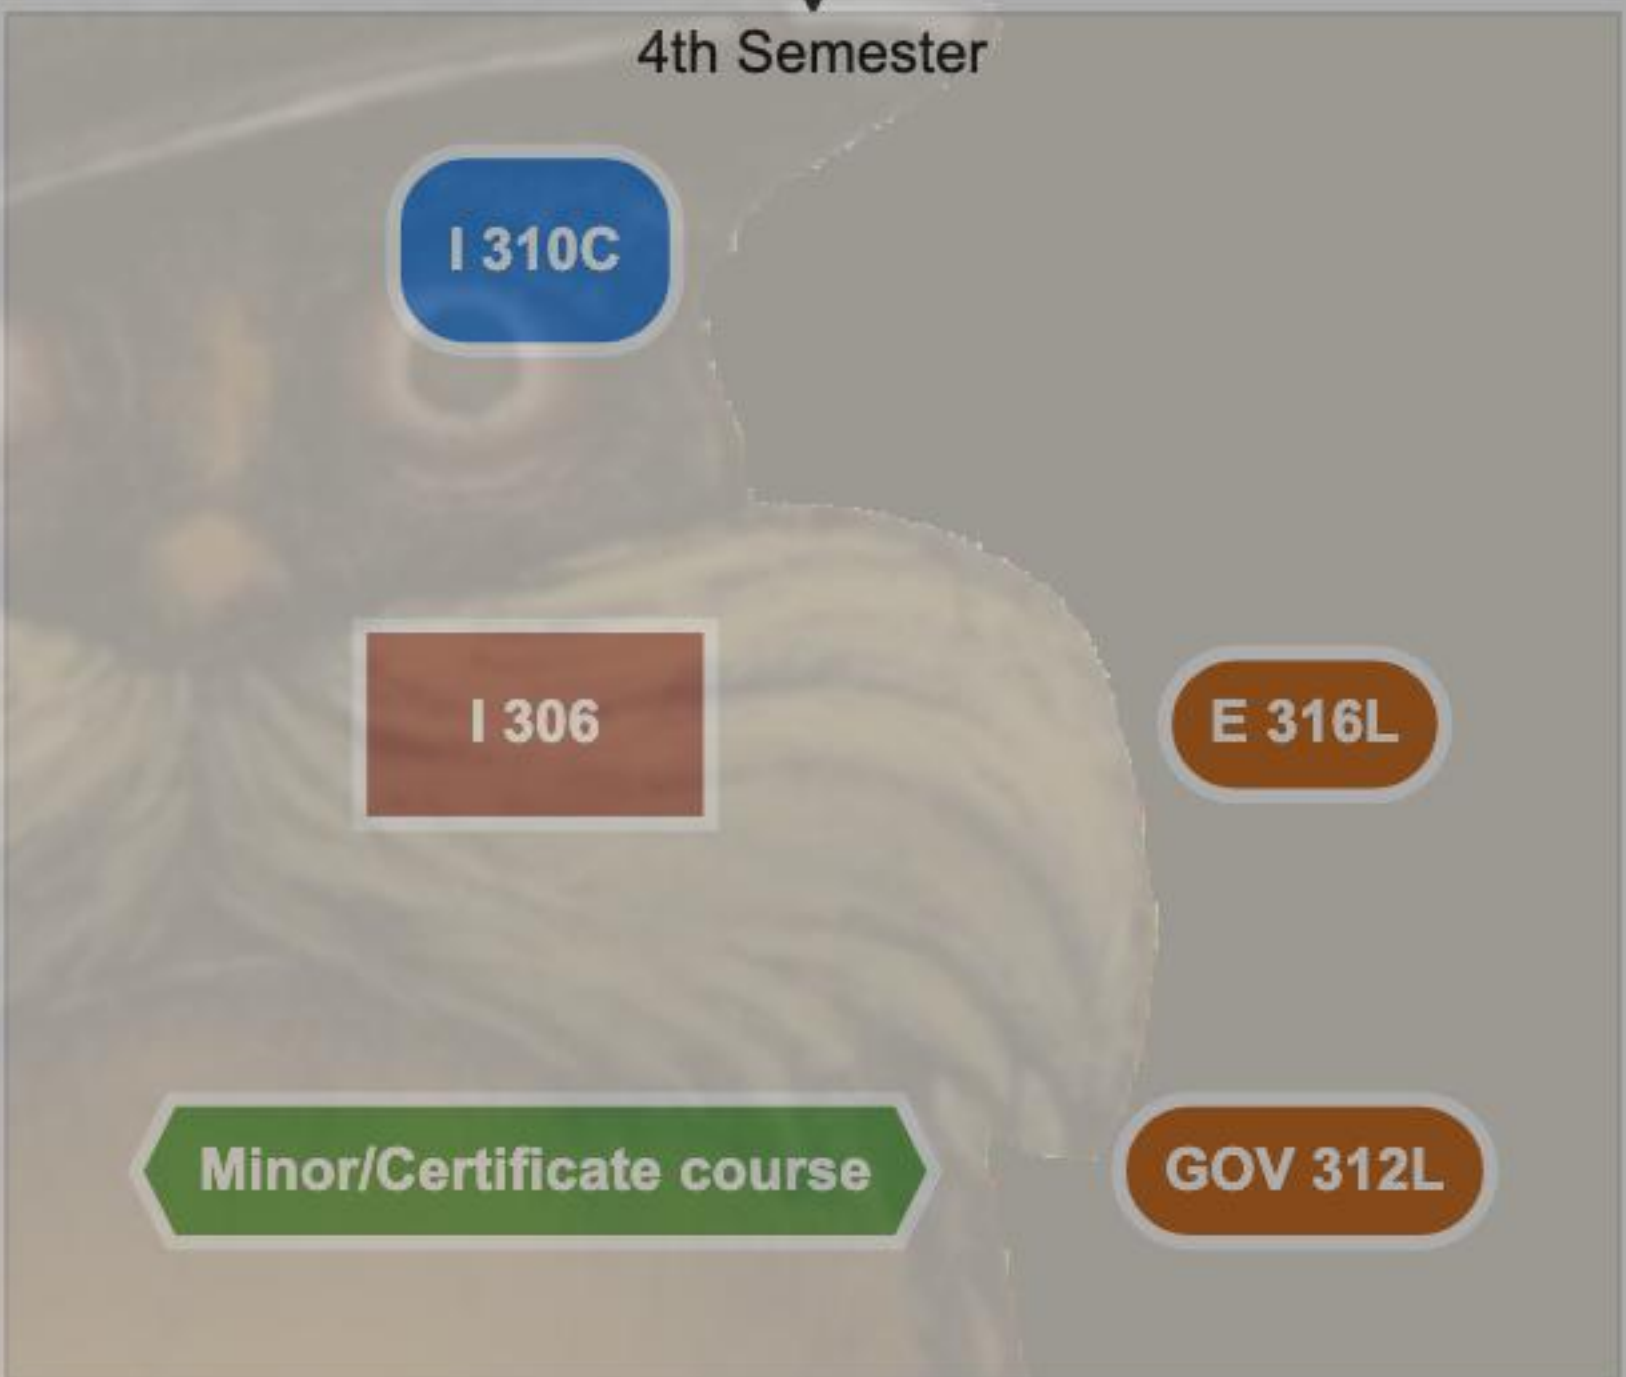 4th Semester
I 310C
I 306
E 316L
Minor/Certificate course
GOV 312L